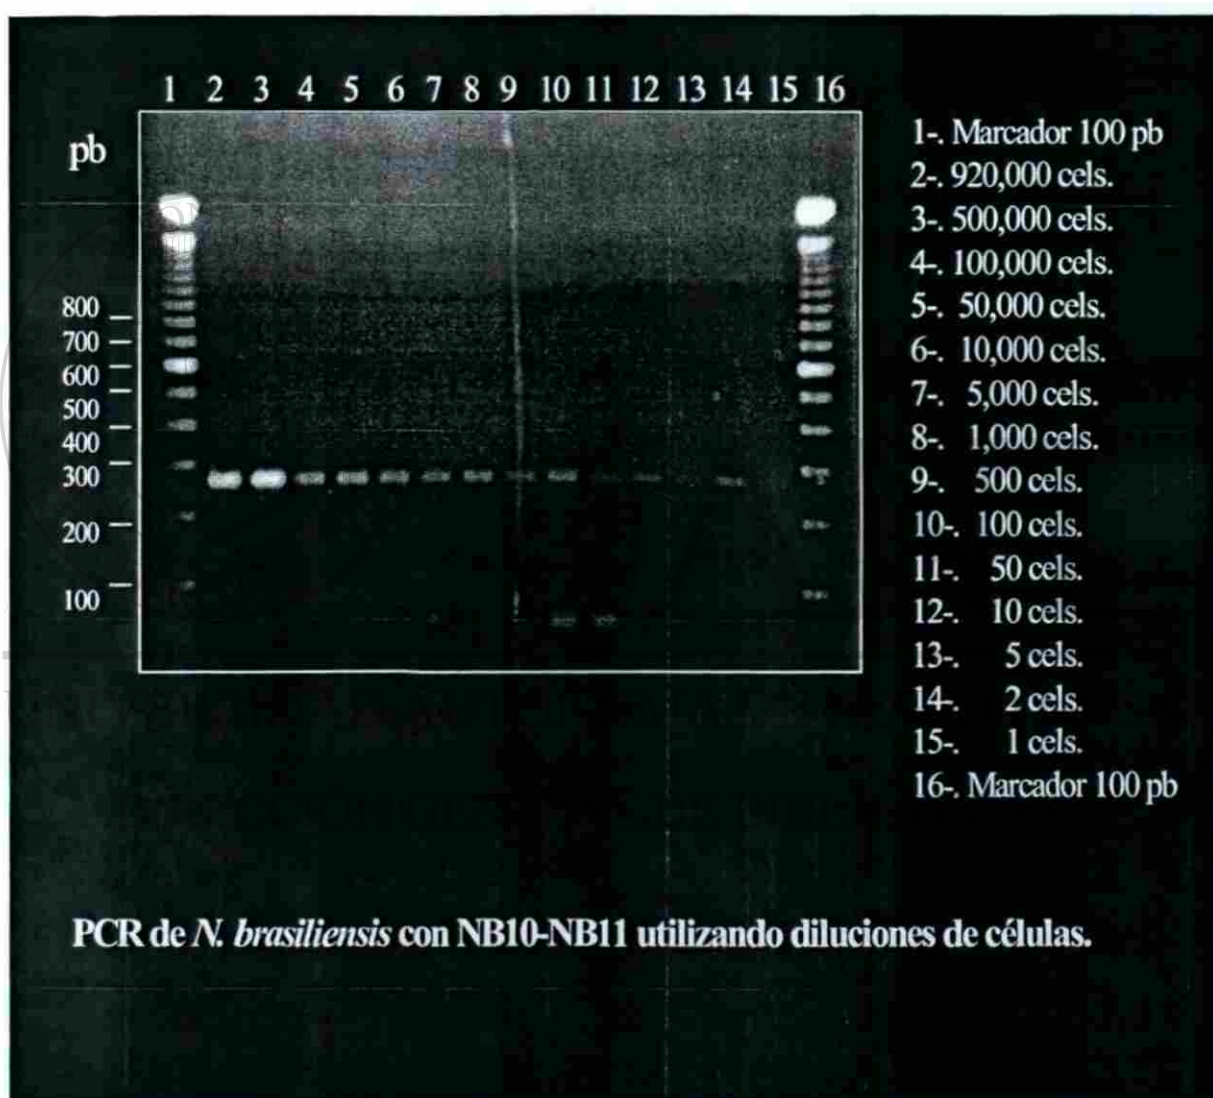 1 2 3 4 5 6 7 8 9 10 11 12 13 14 15 16
pb
800
700
600
500
400
300
200
100
1-. Marcador 100 pb
2-. 920,000 cels.
3-. 500,000 cels.
4-. 100,000 cels.
5-. 50,000 cels.
6-. 10,000 cels.
7-. 5,000 cels.
8-. 1,000 cels.
9-. 500 cels.
10-. 100 cels.
11-. 50 cels.
12-. 10 cels.
13-. 5 cels.
14-. 2 cels.
15-. 1 cels.
16-. Marcador 100 pb
PCR de N. brasiliensis con NB10-NB11 utilizando diluciones de células.